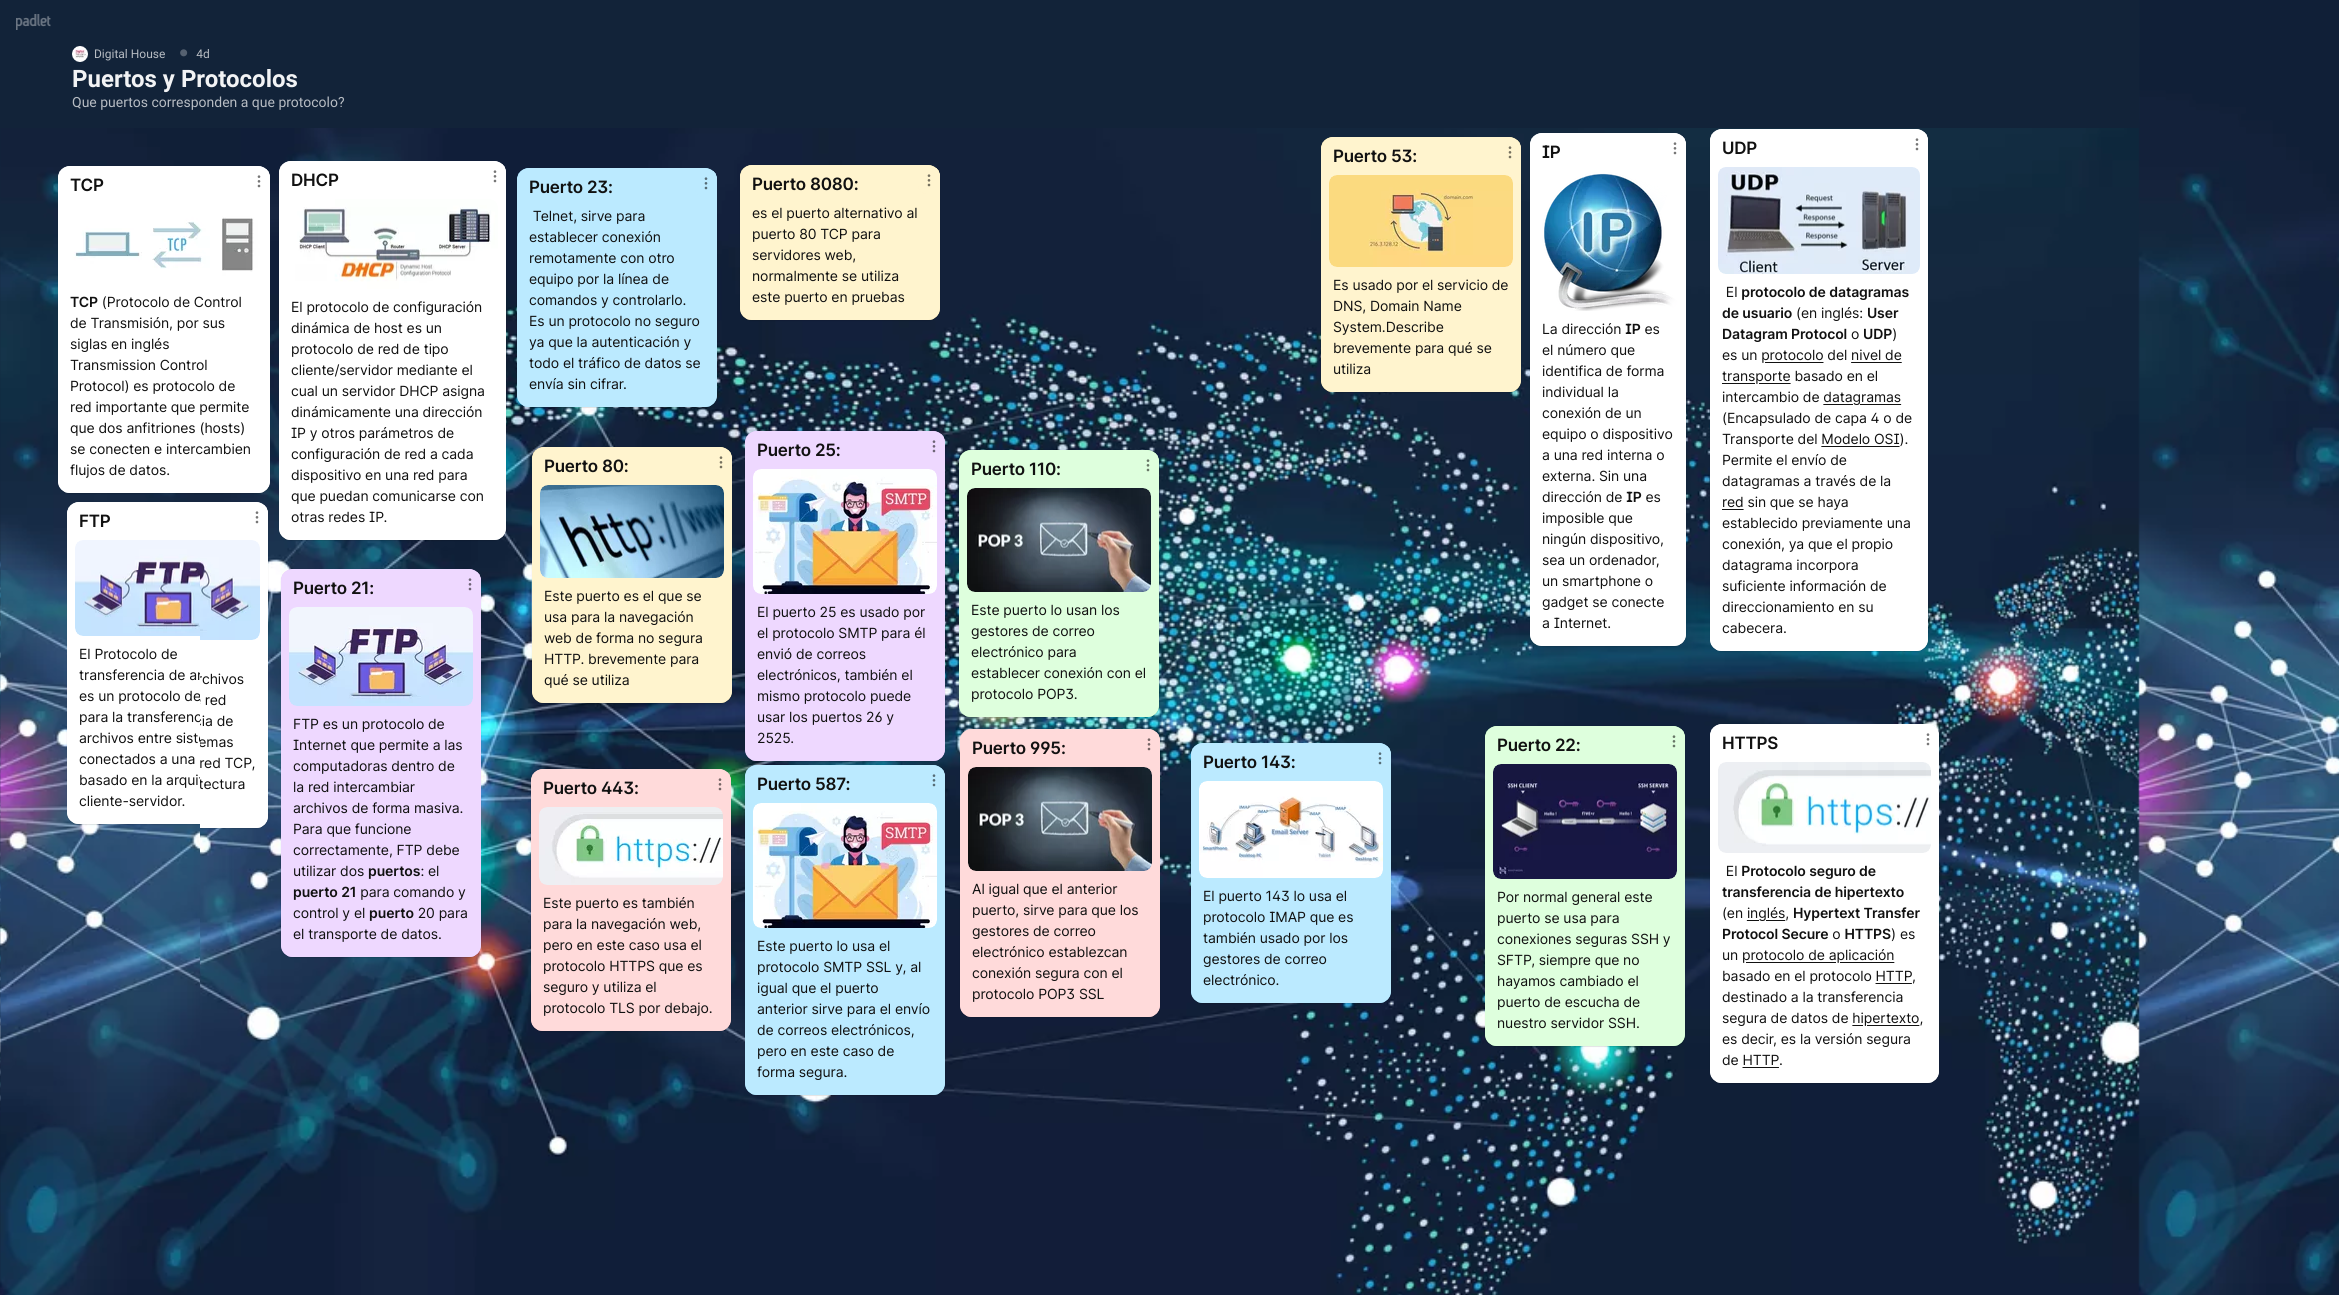 padlet
Digital House • 4d
Puertos y Protocolos
Que puertos corresponden a que protocolo?
TCP
TCP
TCP (Protocolo de Control
de Transmisión, por sus
siglas en inglés
Transmission Control
Protocol) es protocolo de
red importante que permite
que dos anfitriones (hosts)
se conecten e intercambien
flujos de datos.
FTP
FTP
El Protocolo de
transferencia de archivos
es un protocolo de red
para la transferencia de
archivos entre sistemas
conectados a una red TCP,
basado en la arquitectura
cliente-servidor.
DHCP
DHCP Client
Router
DHCP Server
DHCP
Dynamic Host
Configuration Protocol
El protocolo de configuración
dinámica de host es un
protocolo de red de tipo
cliente/servidor mediante el
cual un servidor DHCP asigna
dinámicamente una dirección
IP y otros parámetros de
configuración de red a cada
dispositivo en una red para
que puedan comunicarse con
otras redes IP.
Puerto 21:
FTP
FTP es un protocolo de
Internet que permite a las
computadoras dentro de
la red intercambiar
archivos de forma masiva.
Para que funcione
correctamente, FTP debe
utilizar dos puertos: el
puerto 21 para comando y
control y el puerto 20 para
el transporte de datos.
Puerto 23:
Telnet, sirve para
establecer conexión
remotamente con otro
equipo por la línea de
comandos y controlarlo.
Es un protocolo no seguro
ya que la autenticación y
todo el tráfico de datos se
envía sin cifrar.
Puerto 8080:
es el puerto alternativo al
puerto 80 TCP para
servidores web,
normalmente se utiliza
este puerto en pruebas
Puerto 80:
http://www
Este puerto es el que se
usa para la navegación
web de forma no segura
HTTP. brevemente para
qué se utiliza
Puerto 443:
https://
Este puerto es también
para la navegación web,
pero en este caso usa el
protocolo HTTPS que es
seguro y utiliza el
protocolo TLS por debajo.
Puerto 25:
SMTP
El puerto 25 es usado por
el protocolo SMTP para él
envió de correos
electrónicos, también el
mismo protocolo puede
usar los puertos 26 y
2525.
Puerto 587:
SMTP
Este puerto lo usa el
protocolo SMTP SSL y, al
igual que el puerto
anterior sirve para el envío
de correos electrónicos,
pero en este caso de
forma segura.
Puerto 110:
POP 3
Este puerto lo usan los
gestores de correo
electrónico para
establecer conexión con el
protocolo POP3.
Puerto 995:
POP 3
Al igual que el anterior
puerto, sirve para que los
gestores de correo
electrónico establezcan
conexión segura con el
protocolo POP3 SSL
Puerto 143:
IMAP
IMAP
IMAP
IMAP
Email Server
Smartphone
Desktop PC
Tablet
Desktop PC
El puerto 143 lo usa el
protocolo IMAP que es
también usado por los
gestores de correo
electrónico.
Puerto 53:
domain.com
216.3.128.12
Es usado por el servicio de
DNS, Domain Name
System.Describe
brevemente para qué se
utiliza
IP
IP
La dirección IP es
el número que
identifica de forma
individual la
conexión de un
equipo o dispositivo
a una red interna o
externa. Sin una
dirección de IP es
imposible que
ningún dispositivo,
sea un ordenador,
un smartphone o
gadget se conecte
a Internet.
UDP
UDP
Request
Response
Response
Client
Server
El protocolo de datagramas
de usuario (en inglés: User
Datagram Protocol o UDP)
es un protocolo del nivel de
transporte basado en el
intercambio de datagramas
(Encapsulado de capa 4 o de
Transporte del Modelo OSI).
Permite el envío de
datagramas a través de la
red sin que se haya
establecido previamente una
conexión, ya que el propio
datagrama incorpora
suficiente información de
direccionamiento en su
cabecera.
Puerto 22:
SSH CLIENT
SSH SERVER
Hello !
Hello !
Por normal general este
puerto se usa para
conexiones seguras SSH y
SFTP, siempre que no
hayamos cambiado el
puerto de escucha de
nuestro servidor SSH.
HTTPS
https://
El Protocolo seguro de
transferencia de hipertexto
(en inglés, Hypertext Transfer
Protocol Secure o HTTPS) es
un protocolo de aplicación
basado en el protocolo HTTP,
destinado a la transferencia
segura de datos de hipertexto,
es decir, es la versión segura
de HTTP.